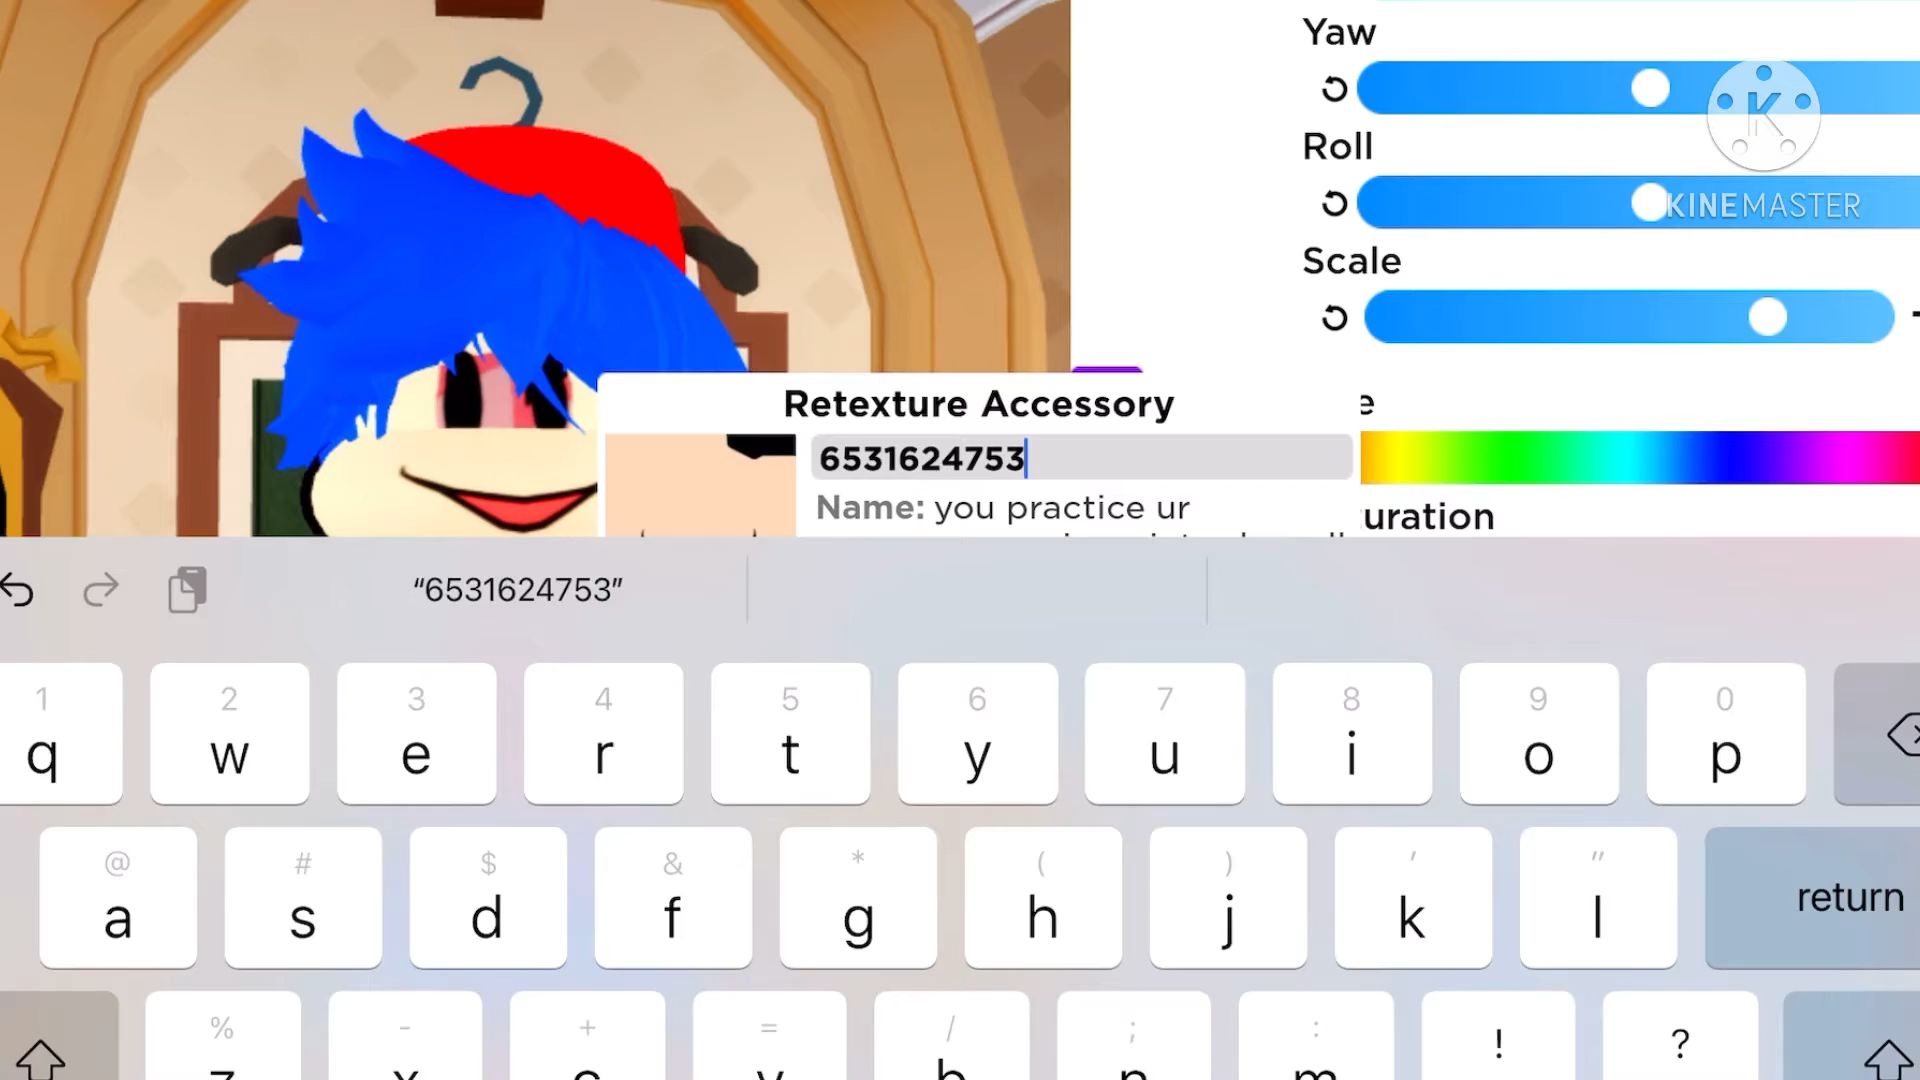 Yaw
Roll
KINEMASTER
Scale
Retexture Accessory
6531624753
Name: you practice ur
e
turation
"6531624753"
1 2 3 4 5 6 7 8 9 0
q w e r t y u i o p
@ # $ & * ( ) ' "
a s d f g h j k l
return
% - + = / ; :
z x c v b n m ! ?